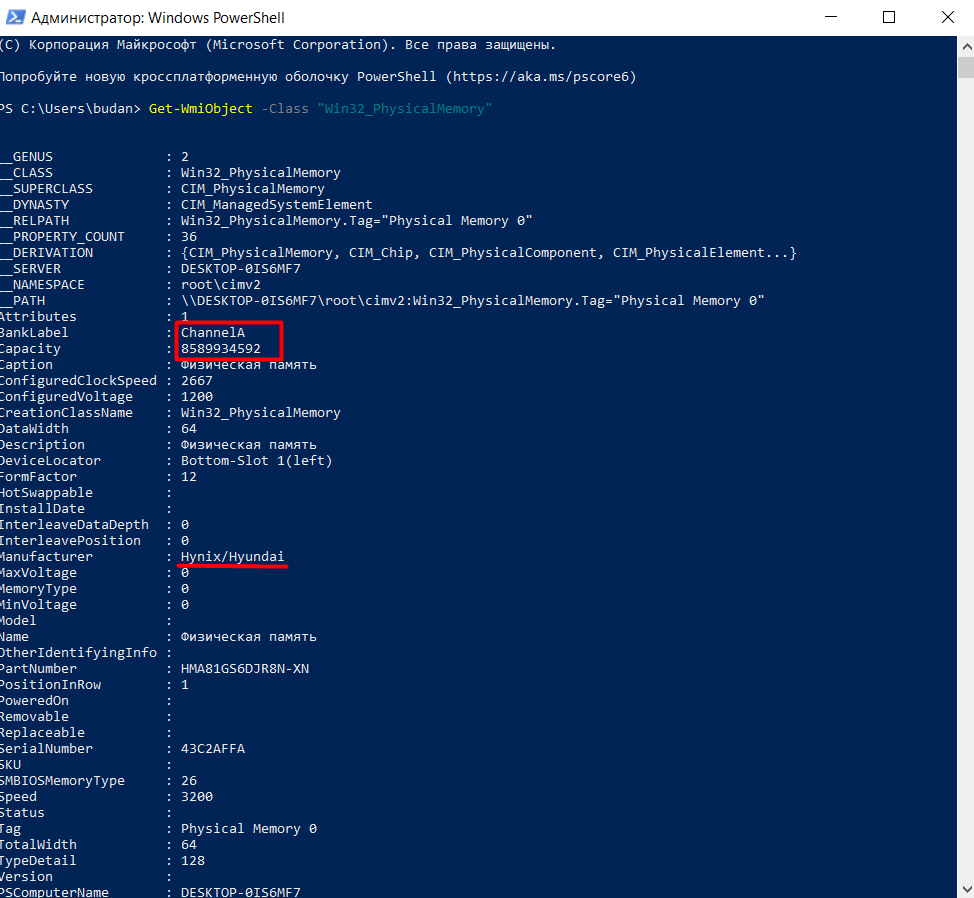 Администратор: Windows PowerShell
(C) Корпорация Майкрософт (Microsoft Corporation). Все права защищены.
Попробуйте новую кроссплатформенную оболочку PowerShell (https://aka.ms/pscore6)
PS C:\Users\budan> Get-WmiObject -Class "Win32_PhysicalMemory"
__GENUS : 2
__CLASS : Win32_PhysicalMemory
__SUPERCLASS : CIM_PhysicalMemory
__DYNASTY : CIM_ManagedSystemElement
__RELPATH : Win32_PhysicalMemory.Tag="Physical Memory 0"
__PROPERTY_COUNT : 36
__DERIVATION : {CIM_PhysicalMemory, CIM_Chip, CIM_PhysicalComponent, CIM_PhysicalElement...}
__SERVER : DESKTOP-0IS6MF7
__NAMESPACE : root\cimv2
__PATH : \\DESKTOP-0IS6MF7\root\cimv2:Win32_PhysicalMemory.Tag="Physical Memory 0"
Attributes : 1
BankLabel : ChannelA
Capacity : 8589934592
Caption : Физическая память
ConfiguredClockSpeed : 2667
ConfiguredVoltage : 1200
CreationClassName : Win32_PhysicalMemory
DataWidth : 64
Description : Физическая память
DeviceLocator : Bottom-Slot 1(left)
FormFactor : 12
HotSwappable :
InstallDate :
InterleaveDataDepth : 0
InterleavePosition : 0
Manufacturer : Hynix/Hyundai
MaxVoltage : 0
MemoryType : 0
MinVoltage : 0
Model :
Name : Физическая память
OtherIdentifyingInfo :
PartNumber : HMA81GS6DJR8N-XN
PositionInRow : 1
PoweredOn :
Removable :
Replaceable :
SerialNumber : 43C2AFFA
SKU :
SMBIOSMemoryType : 26
Speed : 3200
Status :
Tag : Physical Memory 0
TotalWidth : 64
TypeDetail : 128
Version :
PSComputerName : DESKTOP-0IS6MF7